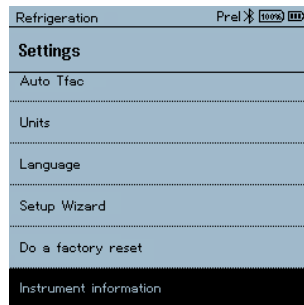 Refrigeration Prel 100%
Settings
Auto Tfac
Units
Language
Setup Wizard
Do a factory reset
Instrument information